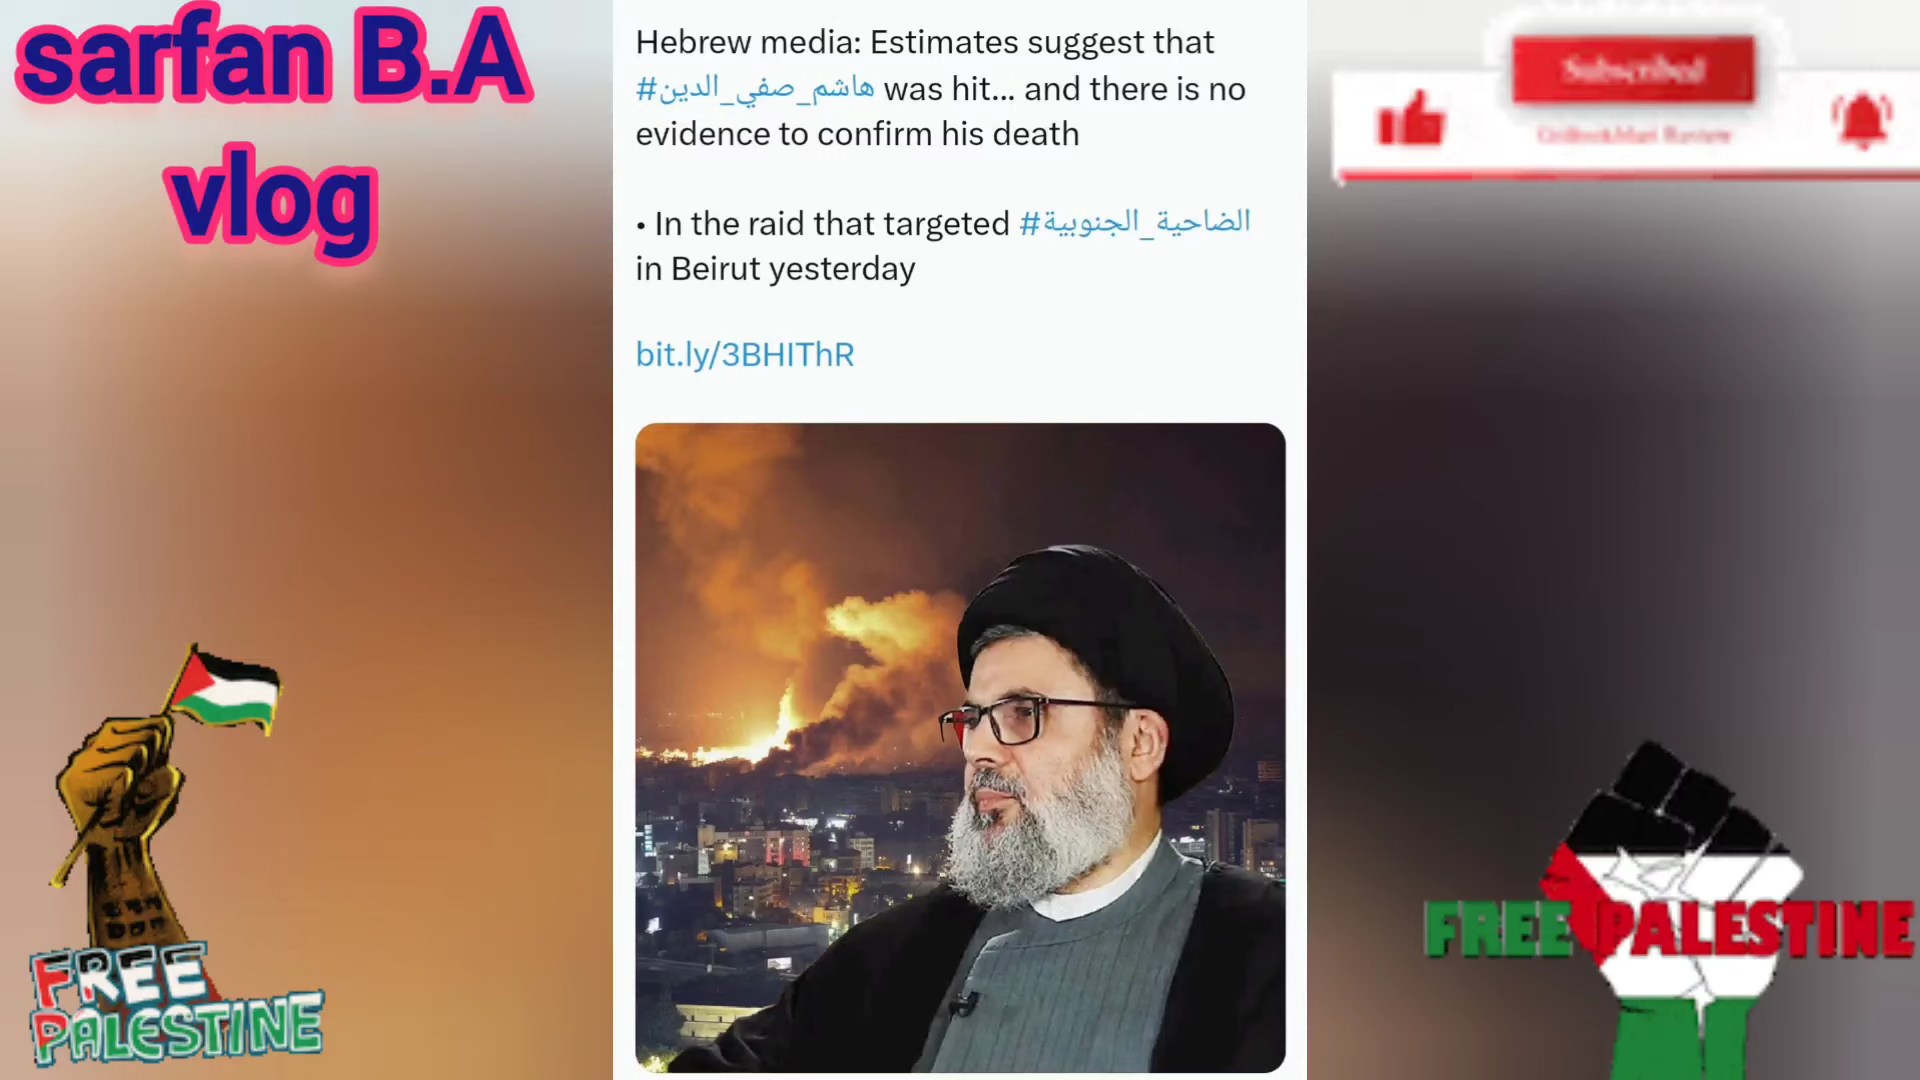 sarfan B.A
vlog
Hebrew media: Estimates suggest that
#هاشم_صفي_الدين was hit... and there is no
evidence to confirm his death
• In the raid that targeted #الضاحية_الجنوبية
in Beirut yesterday
bit.ly/3BHIThR
Subscribed
FREE
PALESTINE
FREE PALESTINE